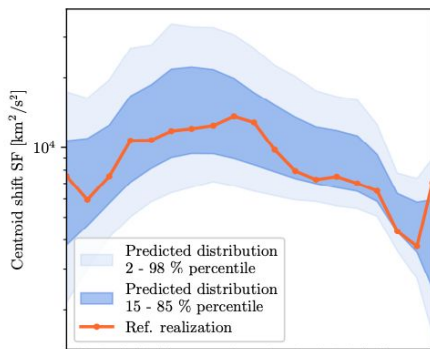 Centroid shift SF [km²/s²]
10⁴
Predicted distribution
2 - 98 % percentile
Predicted distribution
15 - 85 % percentile
Ref. realization